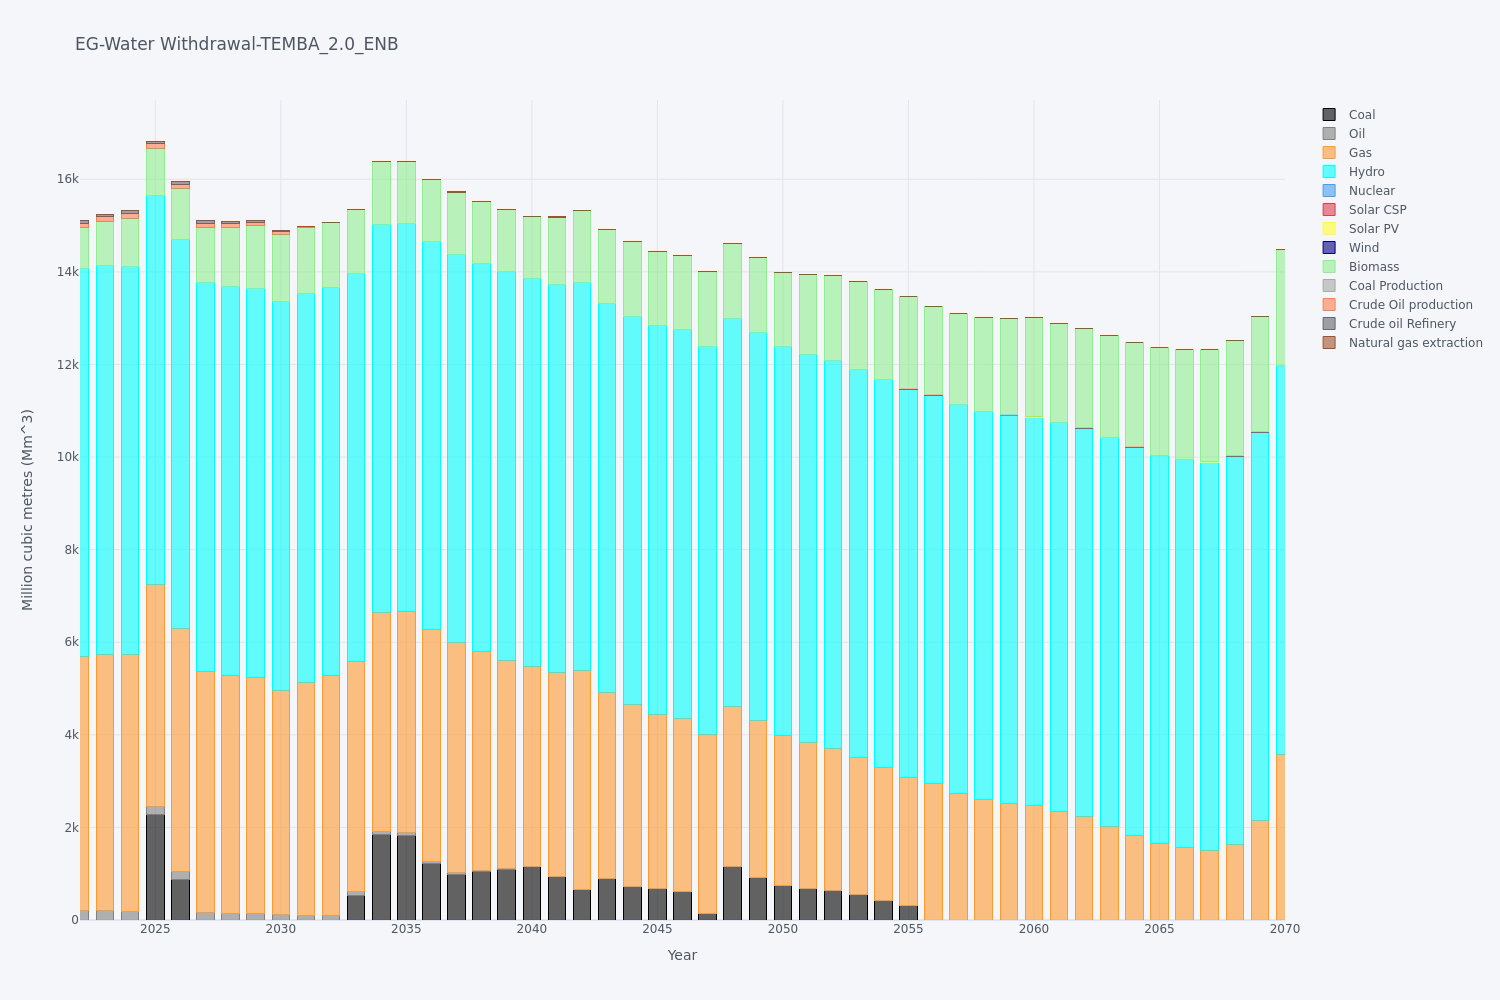 EG-Water Withdrawal-TEMBA_2.0_ENB
Million cubic metres (Mm^3)
16k
14k
12k
10k
8k
6k
4k
2k
0
2025 2030 2035 2040 2045 2050 2055 2060 2065 2070
Year
Coal
Oil
Gas
Hydro
Nuclear
Solar CSP
Solar PV
Wind
Biomass
Coal Production
Crude Oil production
Crude oil Refinery
Natural gas extraction